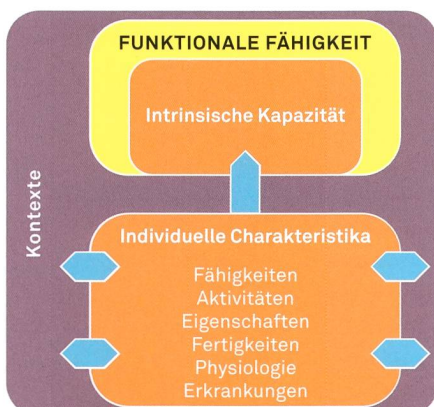 FUNKTIONALE FÄHIGKEIT
Intrinsische Kapazität
Kontexte
Individuelle Charakteristika
Fähigkeiten
Aktivitäten
Eigenschaften
Fertigkeiten
Physiologie
Erkrankungen